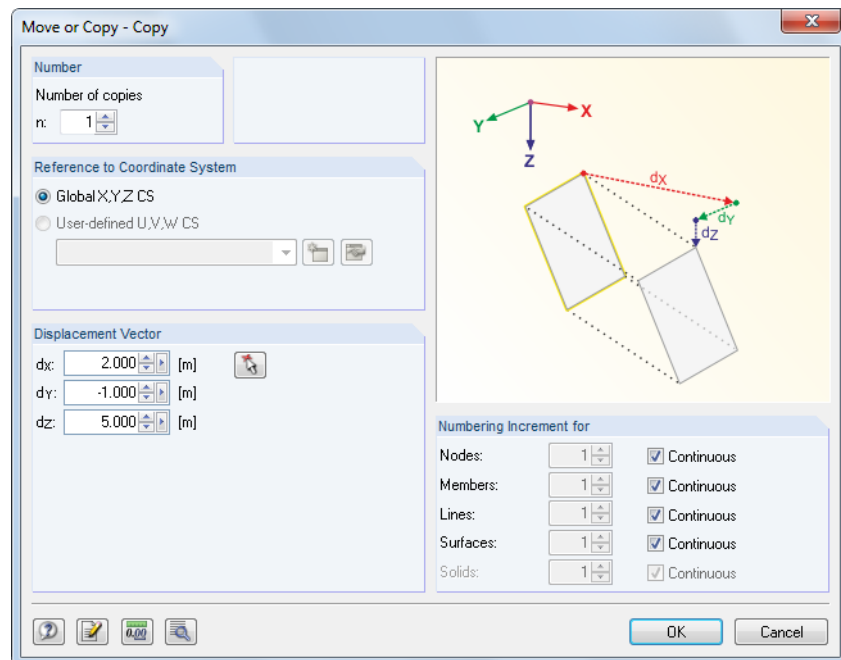 Move or Copy - Copy
Number
Number of copies
n: 1
Reference to Coordinate System
Global X,Y,Z CS
User-defined U,V,W CS
Displacement Vector
dX: 2.000 [m]
dY: -1.000 [m]
dZ: 5.000 [m]
X
Y
Z
dX
dY
dZ
Numbering Increment for
Nodes: 1 Continuous
Members: 1 Continuous
Lines: 1 Continuous
Surfaces: 1 Continuous
Solids: 1 Continuous
0.00
OK Cancel